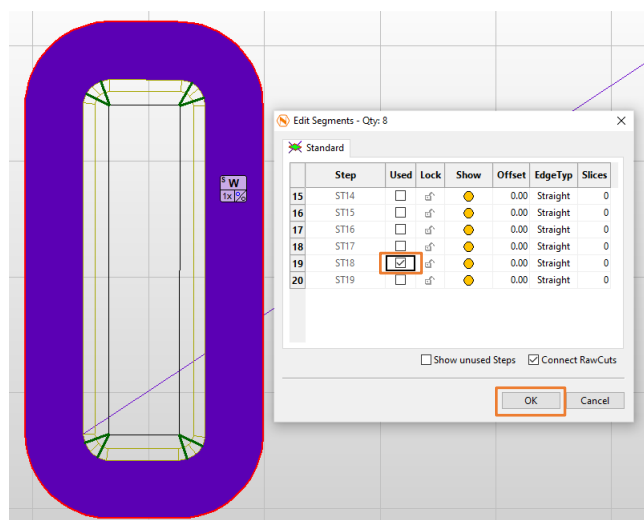 Edit Segments - Qty: 8
Standard
Step Used Lock Show Offset EdgeTyp Slices
15 ST14 0.00 Straight 0
16 ST15 0.00 Straight 0
17 ST16 0.00 Straight 0
18 ST17 0.00 Straight 0
19 ST18 0.00 Straight 0
20 ST19 0.00 Straight 0
Show unused Steps Connect RawCuts
OK Cancel
S W
1x %